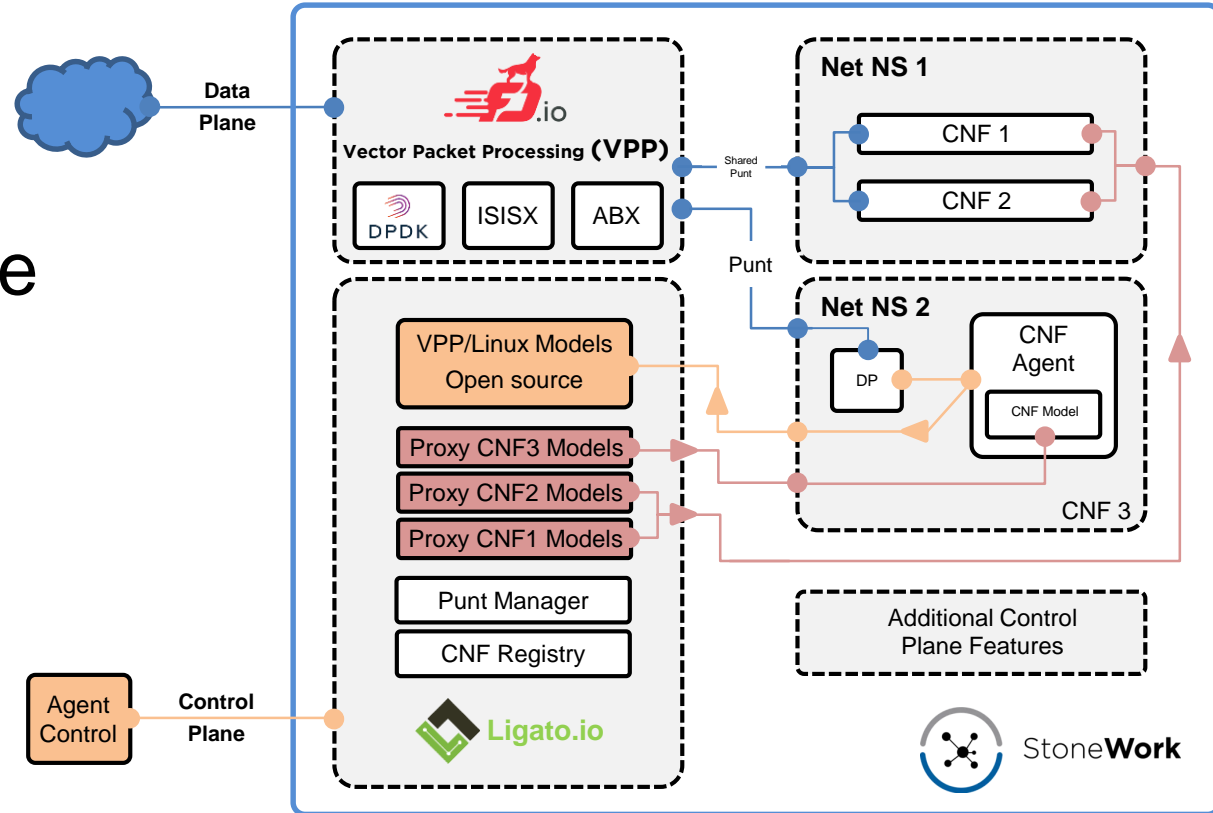 e
Data
Plane
FD.io
Vector Packet Processing (VPP)
DPDK
ISISX
ABX
Shared
Punt
Punt
Net NS 1
CNF 1
CNF 2
Net NS 2
DP
CNF
Agent
CNF Model
CNF 3
VPP/Linux Models
Open source
Proxy CNF3 Models
Proxy CNF2 Models
Proxy CNF1 Models
Punt Manager
CNF Registry
Ligato.io
Agent
Control
Control
Plane
Additional Control
Plane Features
StoneWork